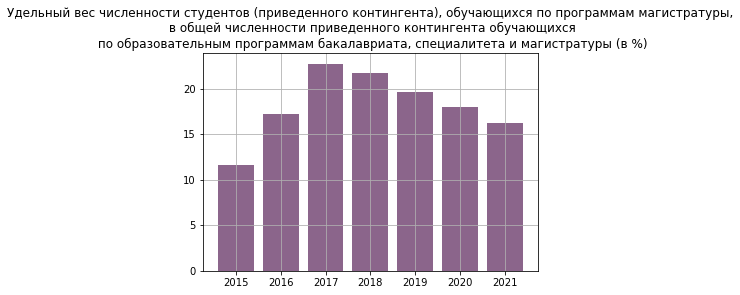 Удельный вес численности студентов (приведенного контингента), обучающихся по программам магистратуры,
в общей численности приведенного контингента обучающихся
по образовательным программам бакалавриата, специалитета и магистратуры (в %)
20
15
10
5
0
2015 2016 2017 2018 2019 2020 2021